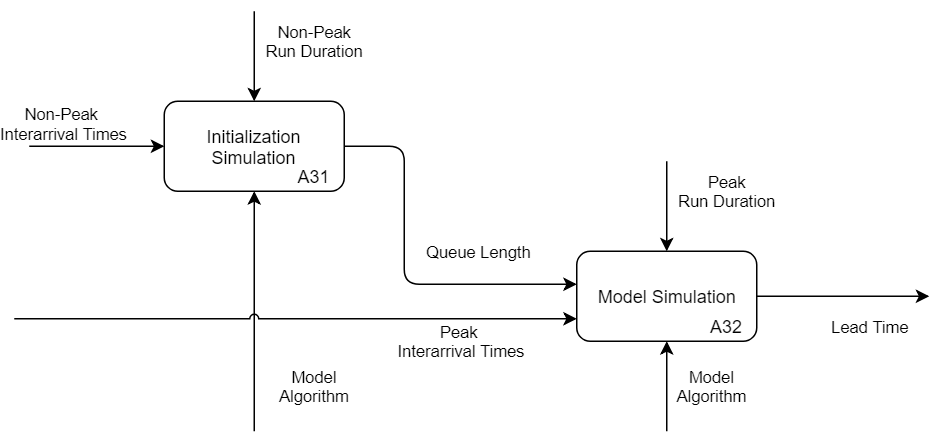 Non-Peak
Run Duration
Non-Peak
Interarrival Times
Initialization
Simulation
A31
Peak
Run Duration
Queue Length
Model Simulation
A32
Lead Time
Peak
Interarrival Times
Model
Algorithm
Model
Algorithm